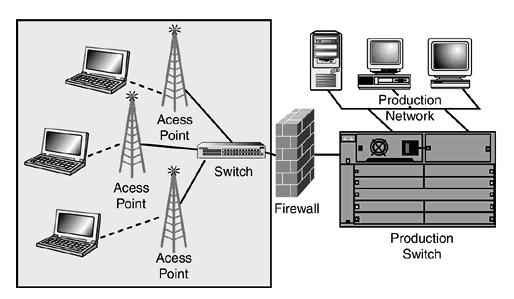 Acess
Point
Production
Network
Acess
Point
Switch
Firewall
Acess
Point
Production
Switch